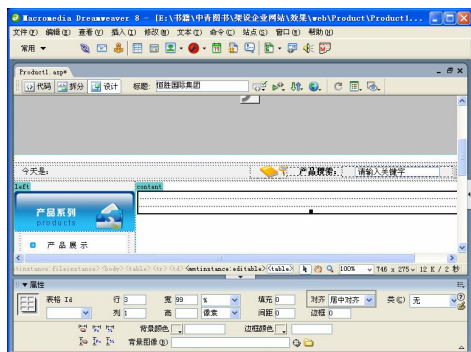 Macromedia Dreamweaver 8 - [E:\书籍\中青图书\架设企业网站\效果\web\Product\Product1...
文件(F) 编辑(E) 查看(V) 插入(I) 修改(M) 文本(T) 命令(C) 站点(S) 窗口(W) 帮助(H)
常用
Product1.asp*
代码 拆分 设计 标题: 恒胜国际集团
今天是: 产品搜索: 请输入关键字
left content
产品系列
products
产品展示
<body> <table> <tr> <td> <mmtinstance:editable> <table> 100% 746 x 275 12 K / 2 秒
属性
表格 Id 行 3 宽 99 % 填充 0 对齐 居中对齐 类(C) 无
列 1 高 像素 间距 0 边框 0
背景颜色 边框颜色
背景图像(B)